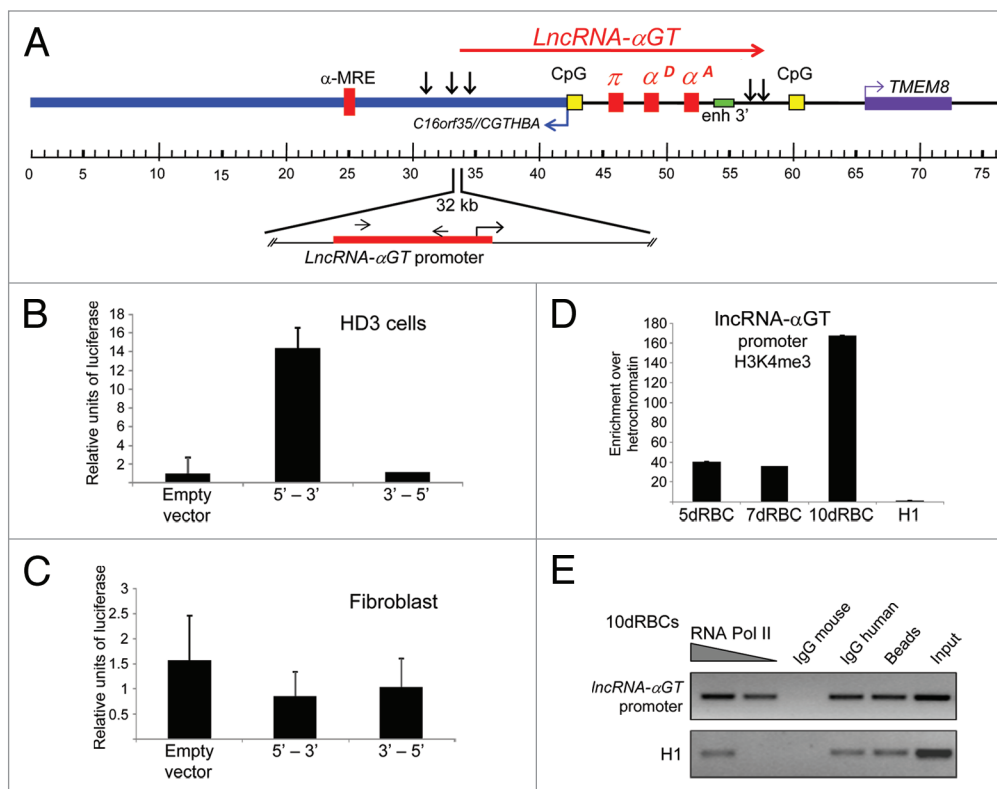 A
LncRNA-αGT
α-MRE
CpG
π
α D
α A
CpG
TMEM8
C16orf35//CGTHBA
enh 3'
0 5 10 15 20 25 30 35 40 45 50 55 60 65 70 75
32 kb
LncRNA-αGT promoter
B
HD3 cells
Relative units of luciferase
18
16
14
12
10
8
6
4
2
Empty vector
5' – 3'
3' – 5'
C
Fibroblast
Relative units of luciferase
3
2.5
2
1.5
1
0.5
Empty vector
5' – 3'
3' – 5'
D
lncRNA-αGT
promoter
H3K4me3
Enrichment over
hetrochromatin
180
160
140
120
100
80
60
40
20
0
5dRBC 7dRBC 10dRBC H1
E
10dRBCs
RNA Pol II
IgG mouse
IgG human
Beads
Input
lncRNA-αGT
promoter
H1